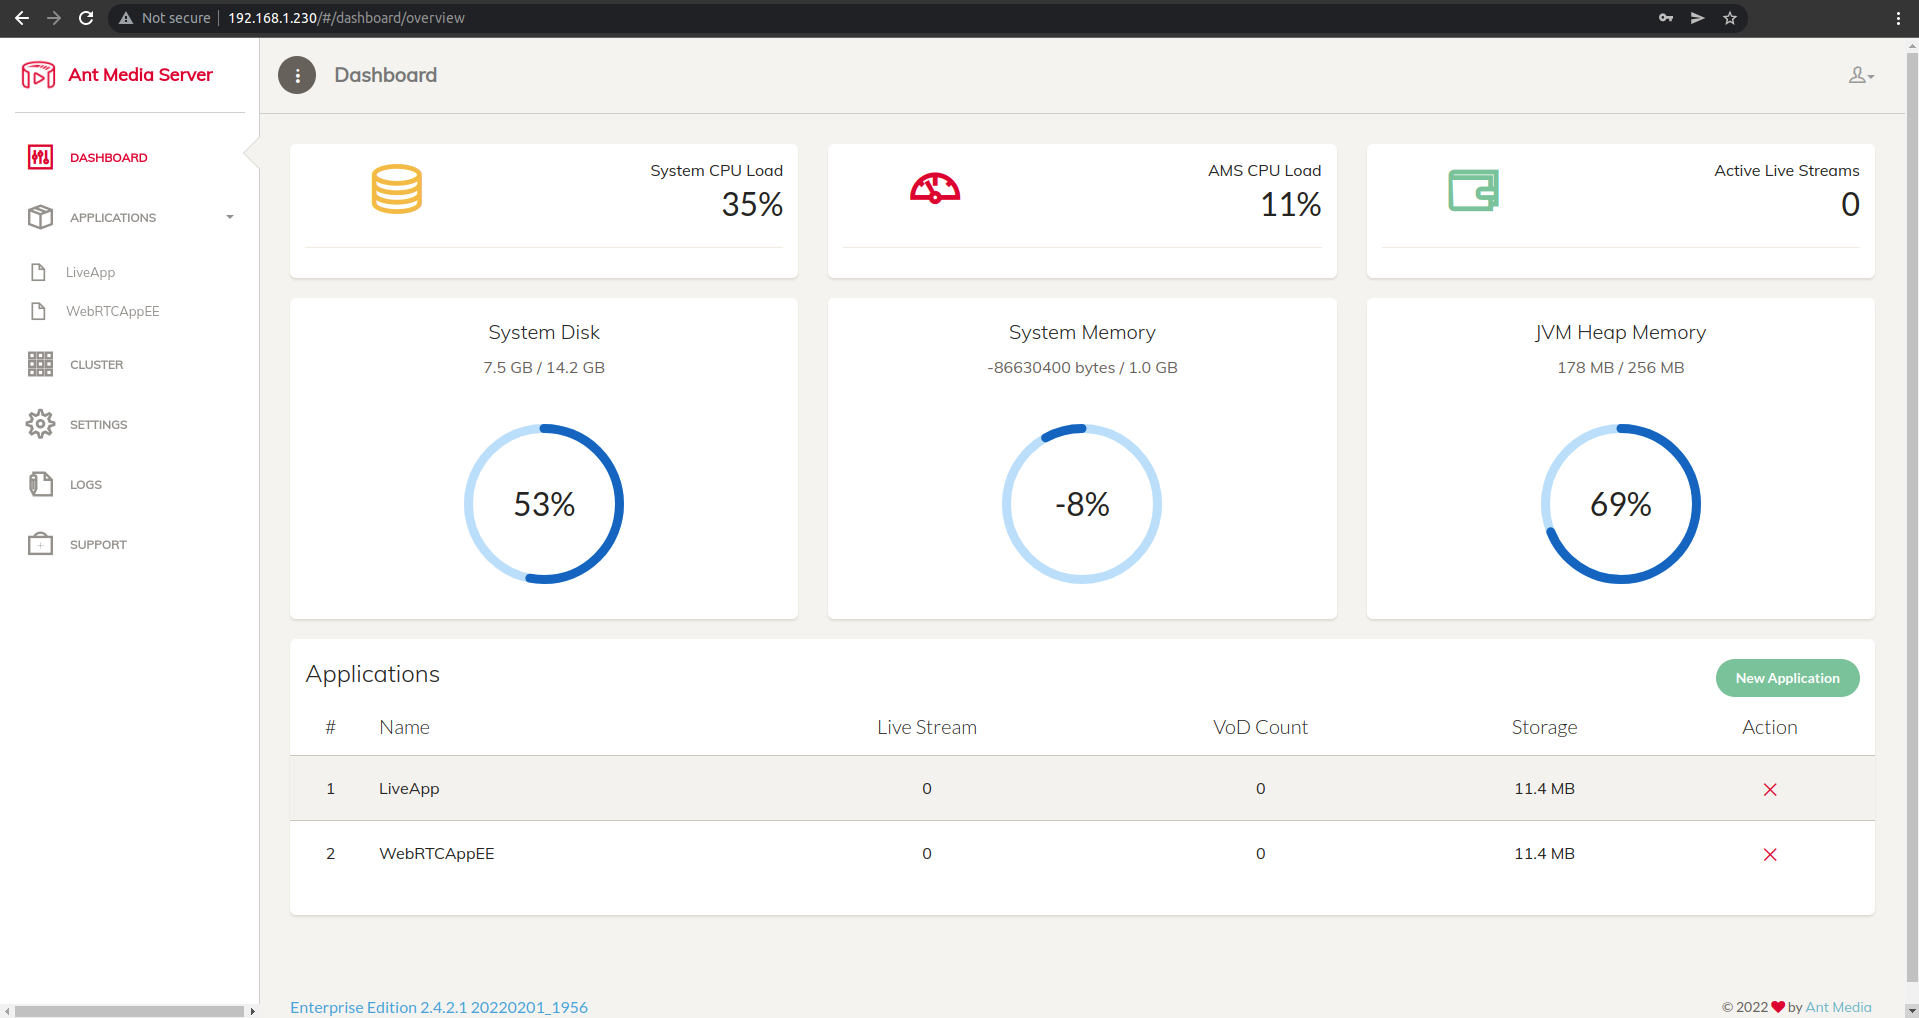 Not secure 192.168.1.230/#/dashboard/overview
Ant Media Server
Dashboard
DASHBOARD
APPLICATIONS
LiveApp
WebRTCAppEE
CLUSTER
SETTINGS
LOGS
SUPPORT
System CPU Load
35%
AMS CPU Load
11%
Active Live Streams
0
System Disk
7.5 GB / 14.2 GB
53%
System Memory
-86630400 bytes / 1.0 GB
-8%
JVM Heap Memory
178 MB / 256 MB
69%
Applications
New Application
# Name Live Stream VoD Count Storage Action
1 LiveApp 0 0 11.4 MB
2 WebRTCAppEE 0 0 11.4 MB
Enterprise Edition 2.4.2.1 20220201_1956
© 2022 ♥ by Ant Media